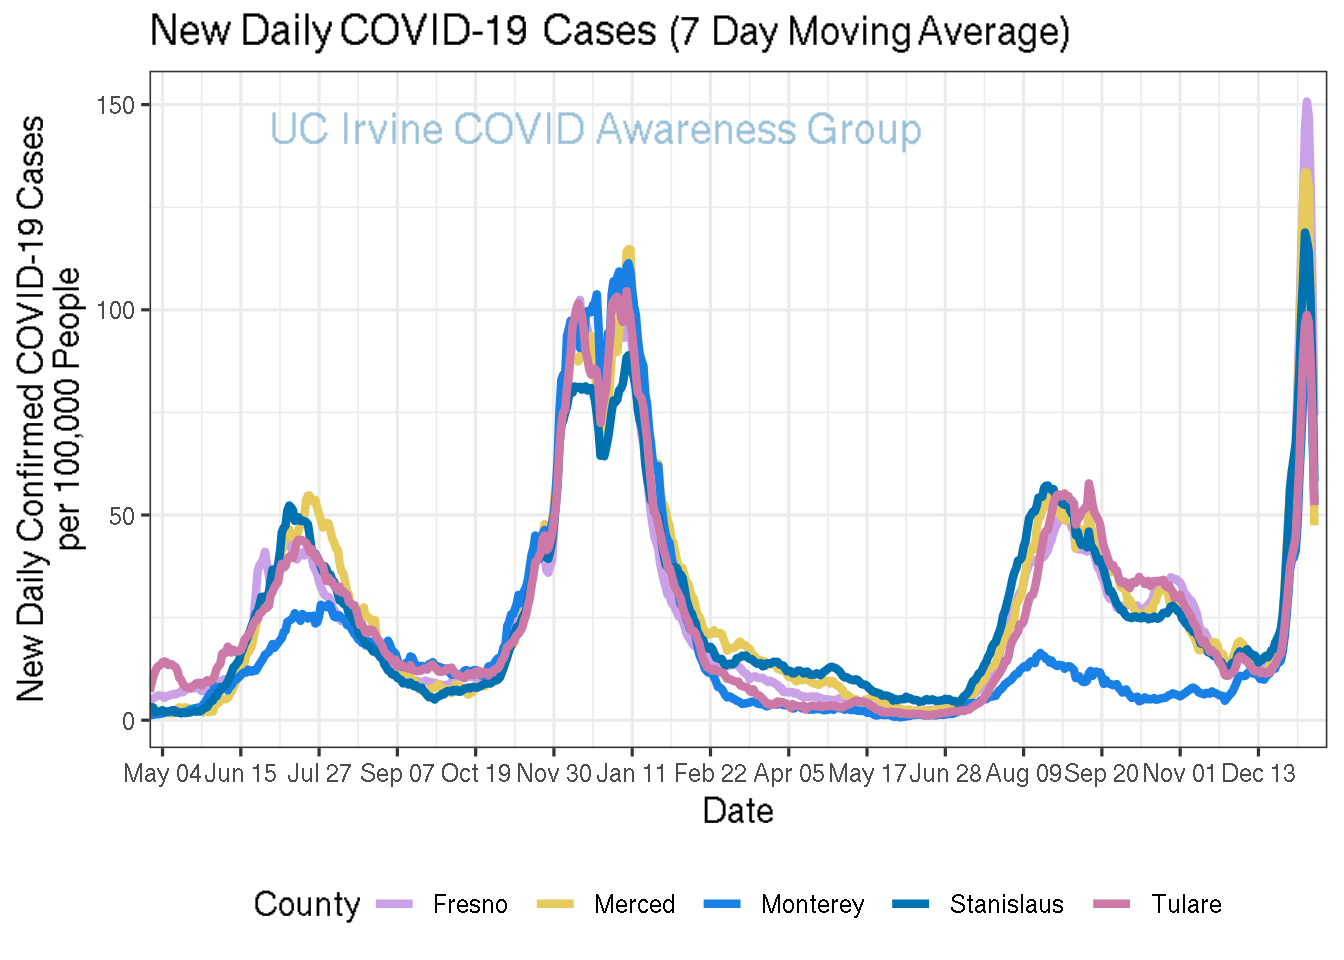 New Daily COVID-19 Cases (7 Day Moving Average)
UC Irvine COVID Awareness Group
New Daily Confirmed COVID-19 Cases
per 100,000 People
150
100
50
0
May 04 Jun 15 Jul 27 Sep 07 Oct 19 Nov 30 Jan 11 Feb 22 Apr 05 May 17 Jun 28 Aug 09 Sep 20 Nov 01 Dec 13
Date
County Fresno Merced Monterey Stanislaus Tulare